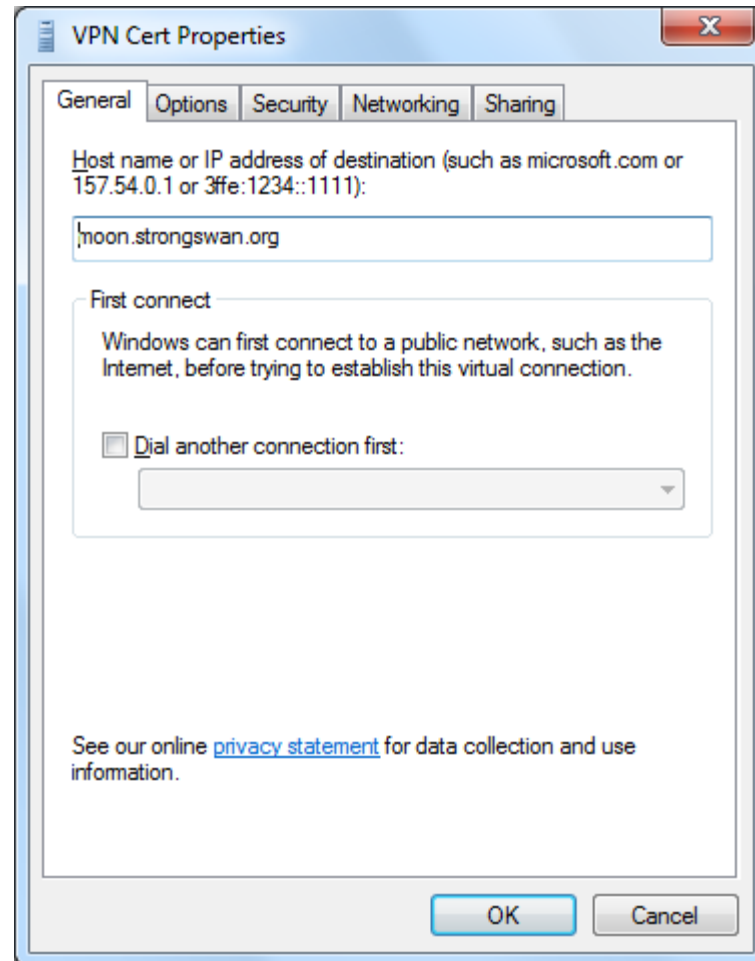 VPN Cert Properties
General Options Security Networking Sharing
Host name or IP address of destination (such as microsoft.com or
157.54.0.1 or 3ffe:1234::1111):
moon.strongswan.org
First connect
Windows can first connect to a public network, such as the
Internet, before trying to establish this virtual connection.
Dial another connection first:
See our online privacy statement for data collection and use
information.
OK Cancel